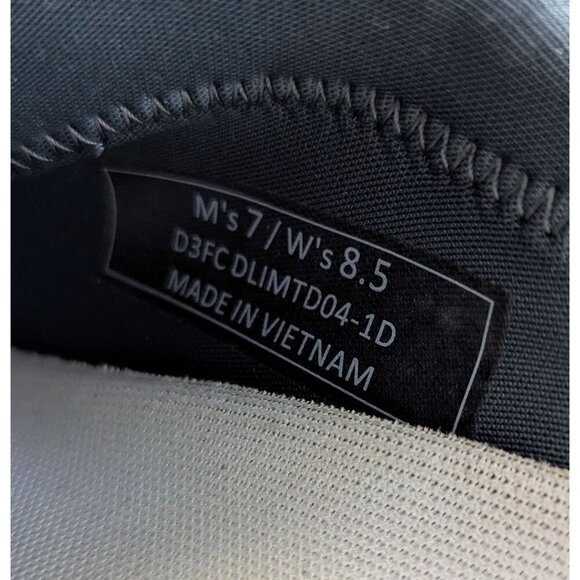 M's 7 / W's 8.5
D3FC DLIMTD04-1D
MADE IN VIETNAM